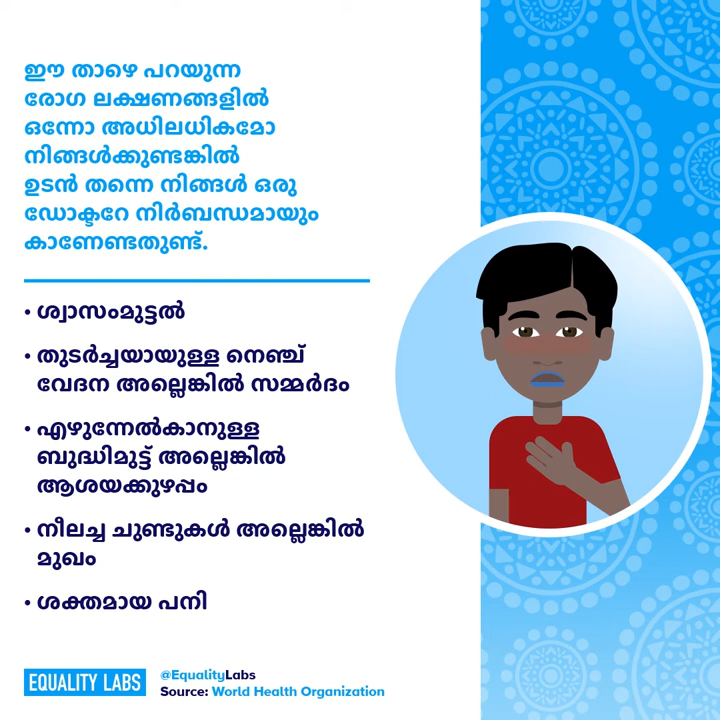 ഈ താഴെ പറയുന്ന
രോഗ ലക്ഷണങ്ങളിൽ
ഒന്നോ അധിലധികമോ
നിങ്ങൾക്കുണ്ടങ്കിൽ
ഉടൻ തന്നെ നിങ്ങൾ ഒരു
ഡോക്ടറേ നിർബന്ധമായും
കാണേണ്ടതുണ്ട്.
• ശ്വാസംമുട്ടൽ
• തുടർച്ചയായുള്ള നെഞ്ച്
വേദന അല്ലെങ്കിൽ സമ്മർദം
• എഴുന്നേൽകാനുള്ള
ബുദ്ധിമുട്ട് അല്ലെങ്കിൽ
ആശയക്കുഴപ്പം
• നീലച്ച ചുണ്ടുകൾ അല്ലെങ്കിൽ
മുഖം
• ശക്തമായ പനി
EQUALITY LABS
@EqualityLabs
Source: World Health Organization